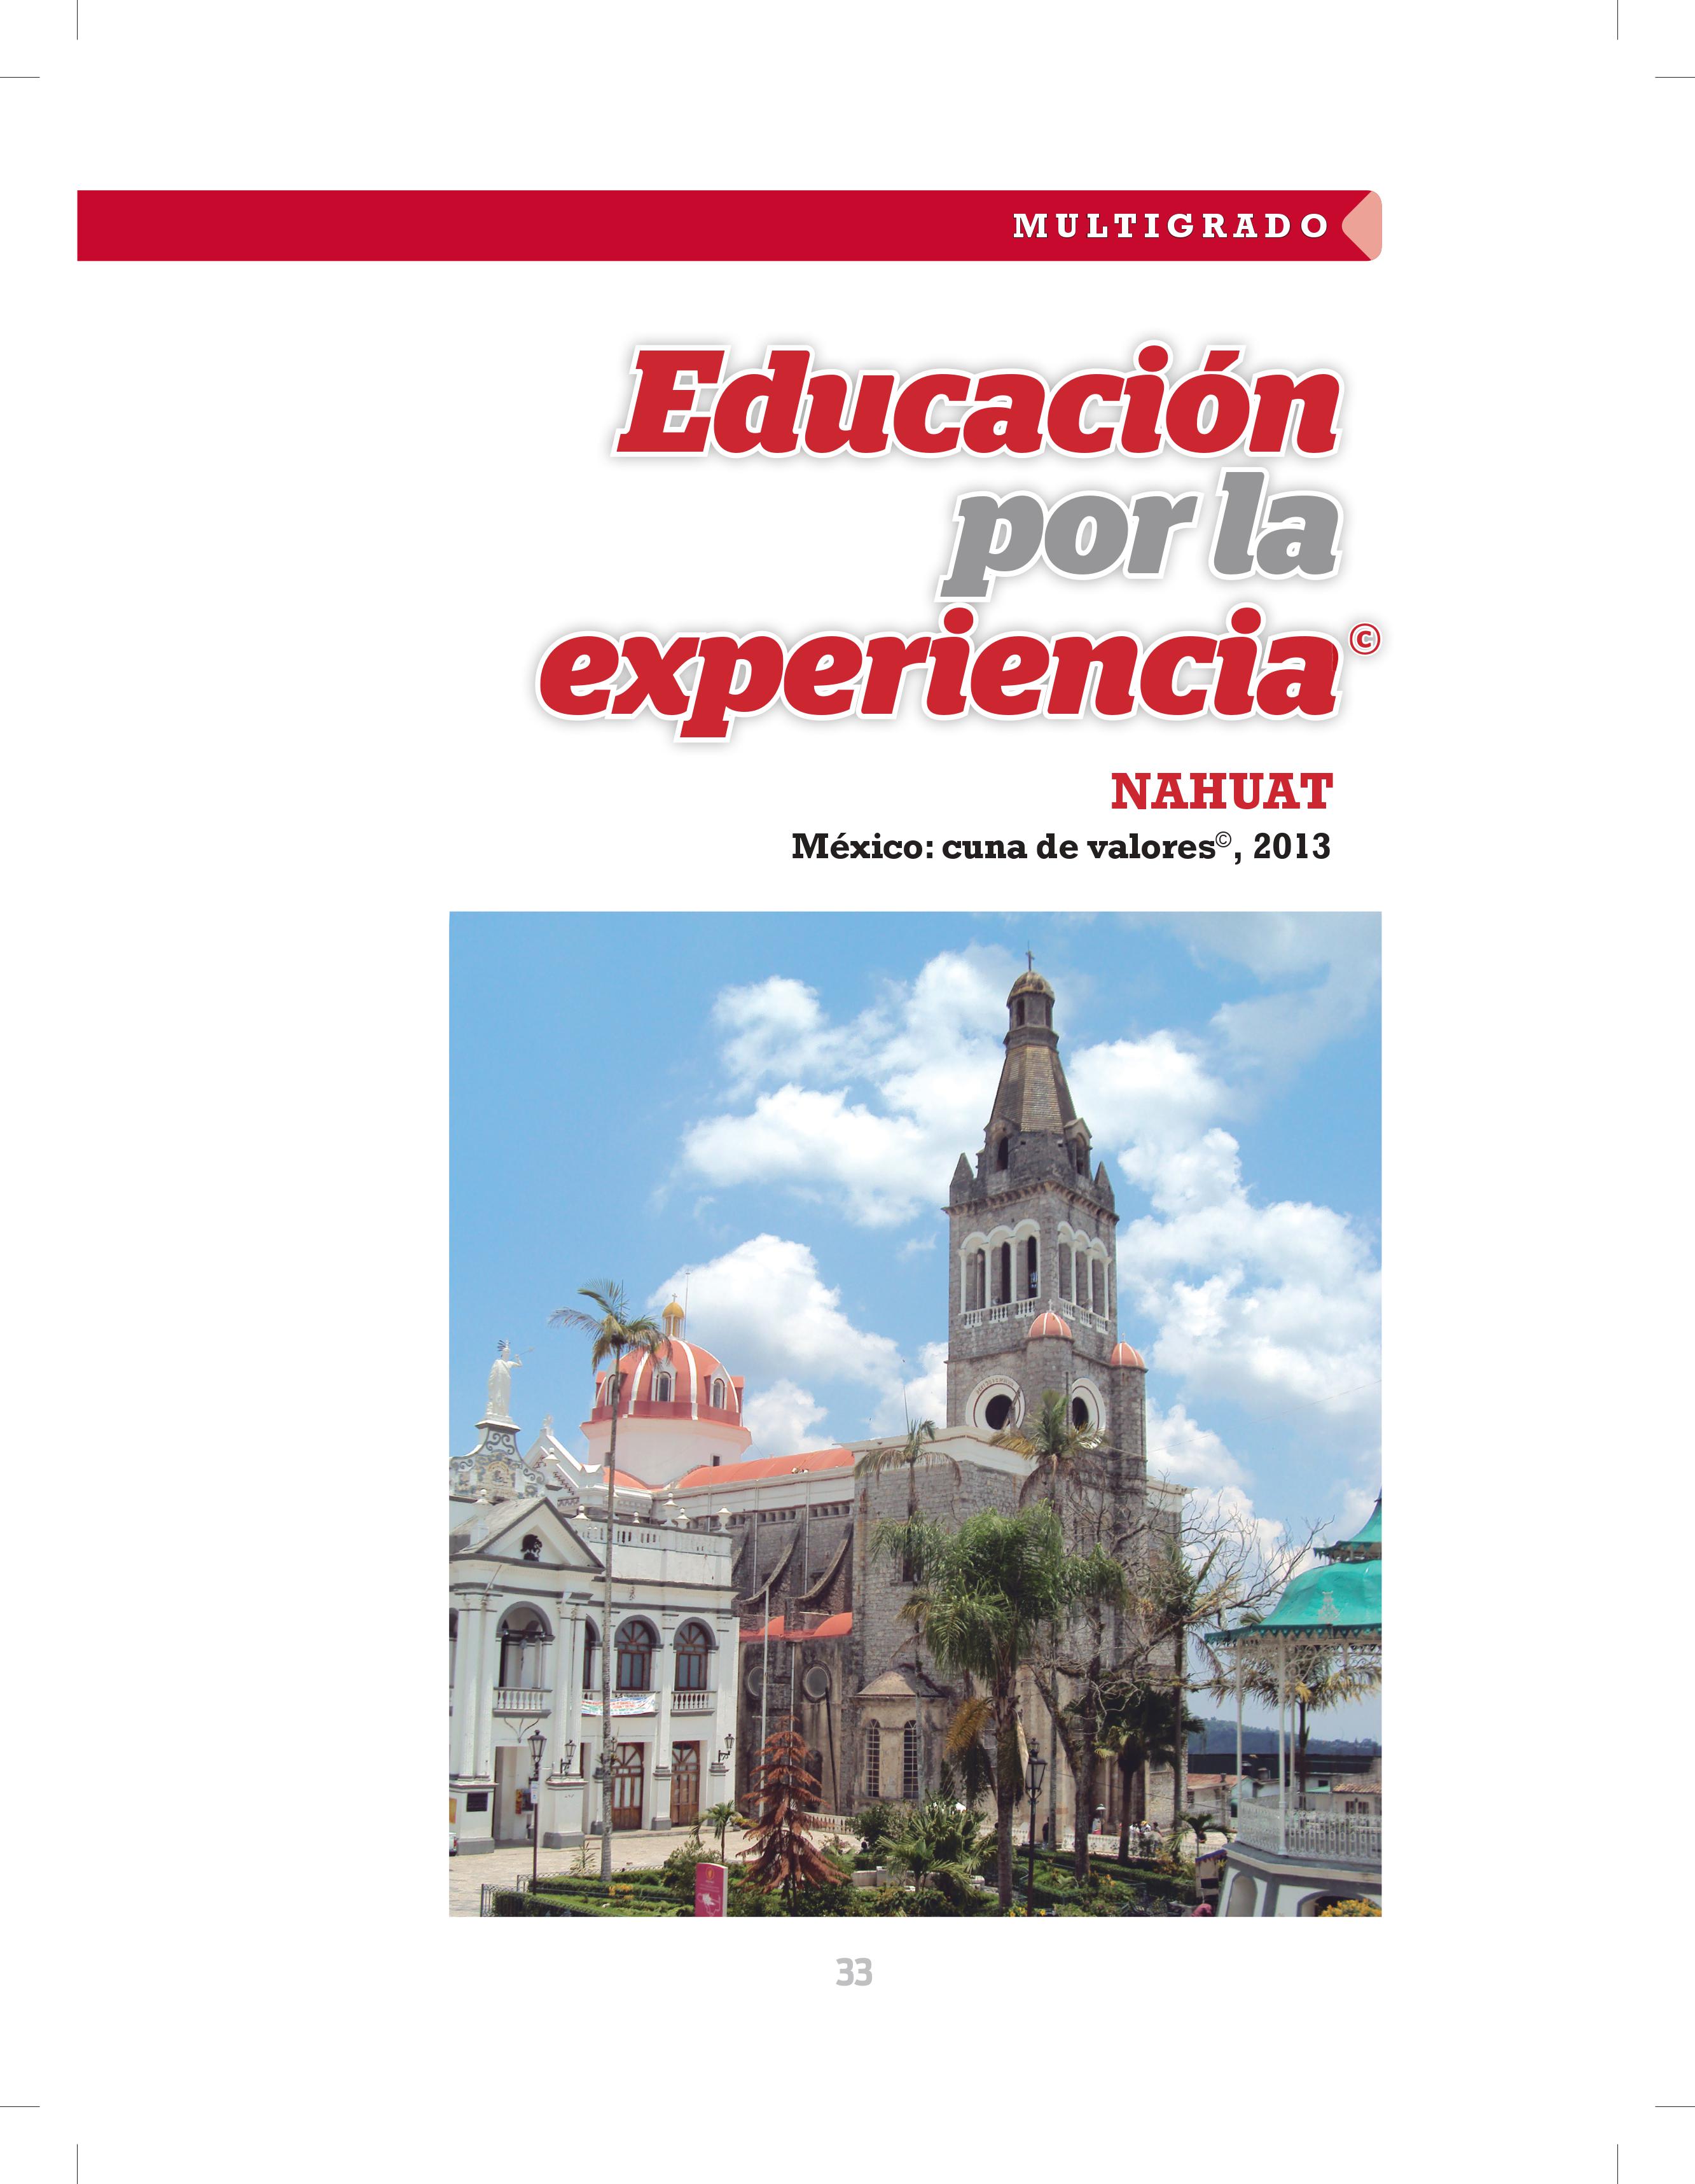 MULTIGRADO
Educación
por la
experiencia©
NAHUAT
México: cuna de valores©, 2013
33